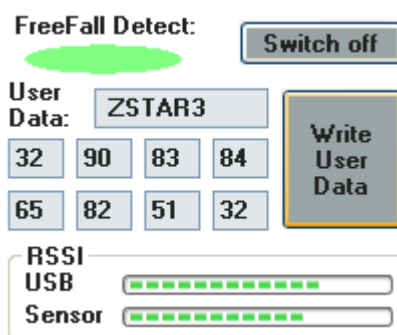 FreeFall Detect:
Switch off
User Data:
ZSTAR3
Write User Data
32 90 83 84
65 82 51 32
RSSI
USB
Sensor